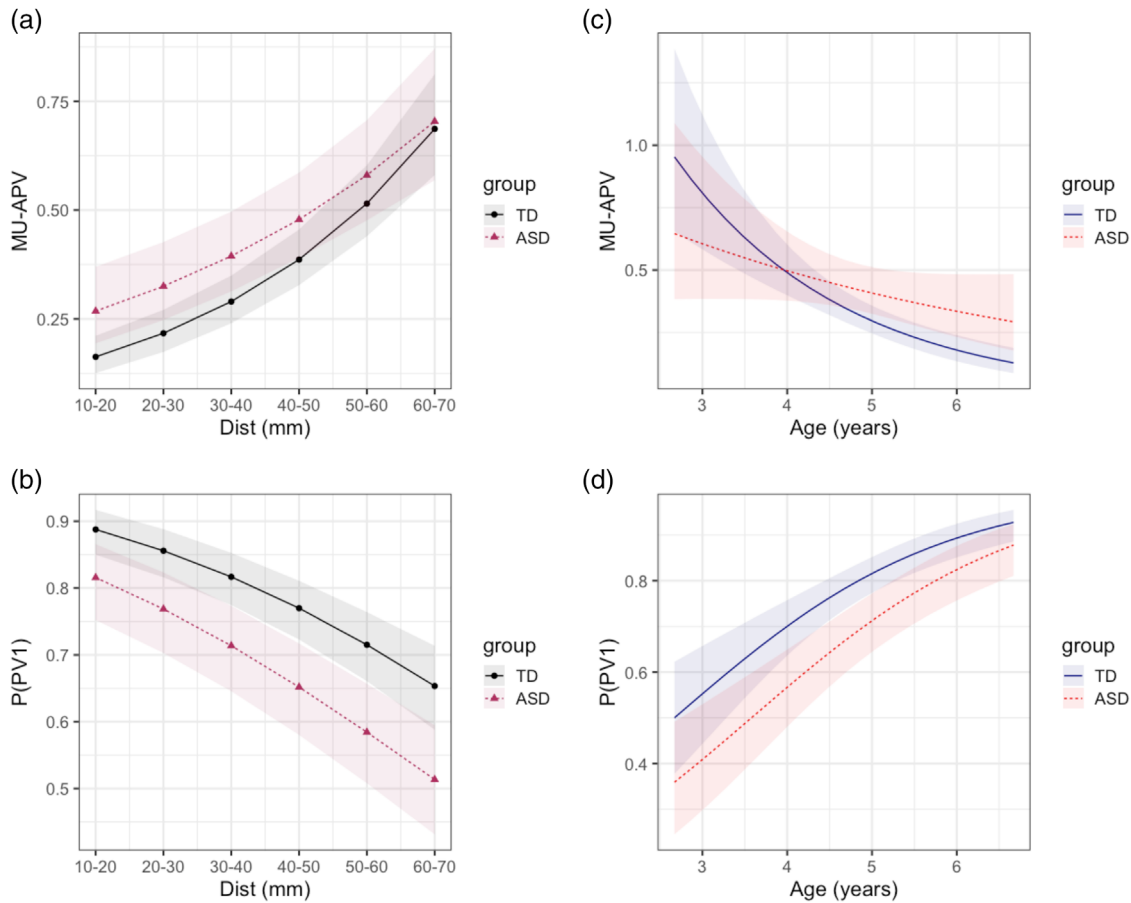 (a)
MU-APV
0.75
0.50
0.25
10-20 20-30 30-40 40-50 50-60 60-70
Dist (mm)
group
TD
ASD
(c)
MU-APV
1.0
0.5
3 4 5 6
Age (years)
group
TD
ASD
(b)
P(PV1)
0.9
0.8
0.7
0.6
0.5
10-20 20-30 30-40 40-50 50-60 60-70
Dist (mm)
group
TD
ASD
(d)
P(PV1)
0.8
0.6
0.4
3 4 5 6
Age (years)
group
TD
ASD